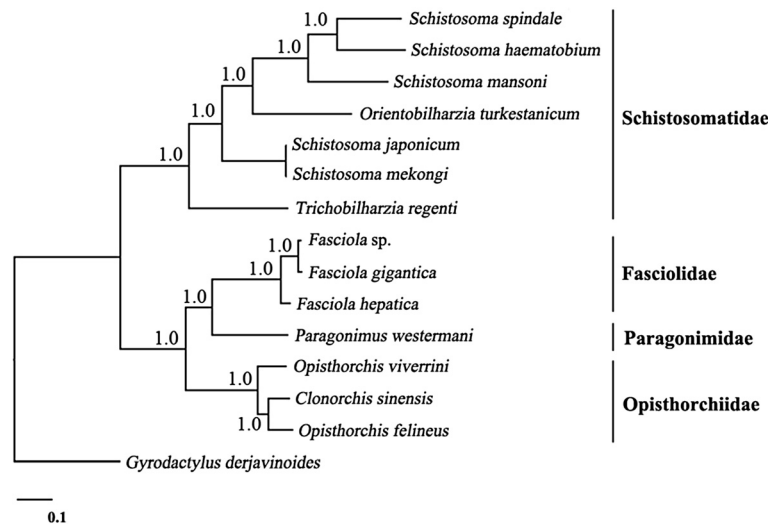 1.0
Schistosoma spindale
1.0
Schistosoma haematobium
1.0
Schistosoma mansoni
1.0
Orientobilharzia turkestanicum
Schistosomatidae
1.0
Schistosoma japonicum
Schistosoma mekongi
Trichobilharzia regenti
1.0
Fasciola sp.
1.0
Fasciola gigantica
Fasciolidae
1.0
Fasciola hepatica
1.0
Paragonimus westermani
Paragonimidae
Opisthorchis viverrini
1.0
Clonorchis sinensis
Opisthorchiidae
1.0
Opisthorchis felineus
Gyrodactylus derjavinoides
0.1